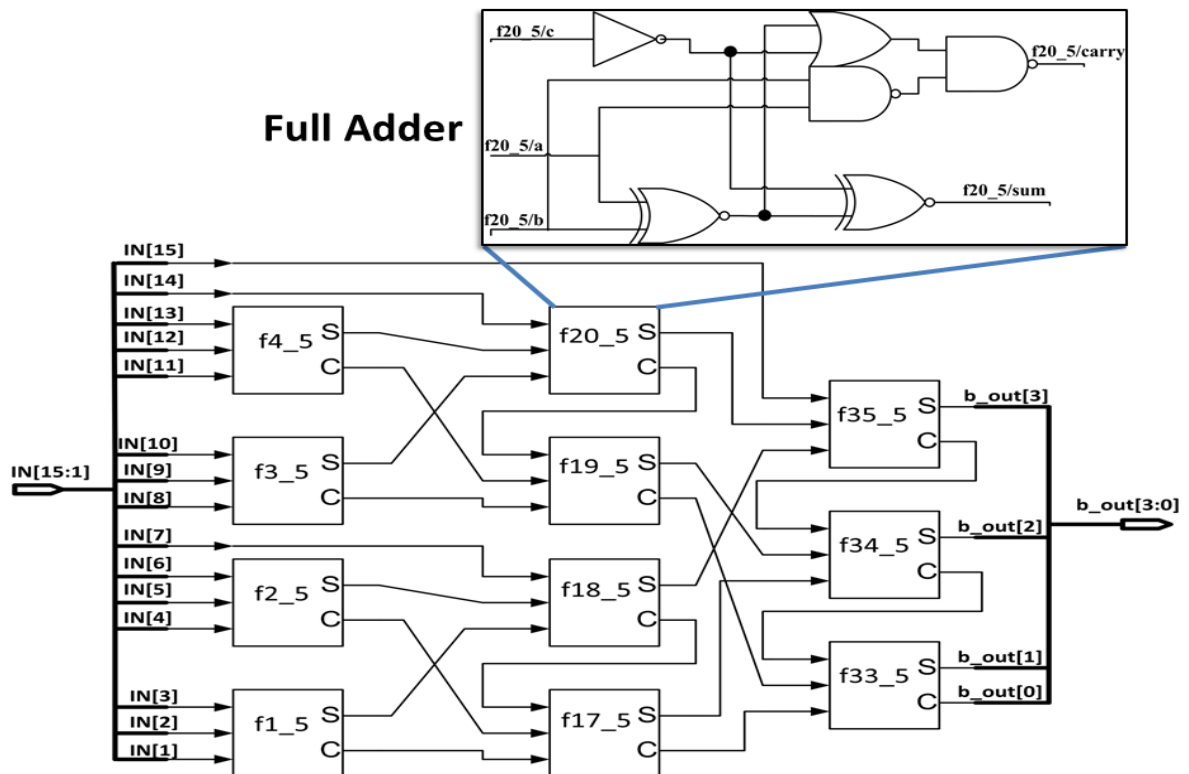 f20_5/c
f20_5/carry
Full Adder
f20_5/a
f20_5/sum
f20_5/b
IN[15]
IN[14]
IN[13]
IN[12]
IN[11]
f4_5 S C
f20_5 S C
IN[10]
IN[9]
IN[8]
f3_5 S C
f19_5 S C
f35_5 S C
b_out[3]
IN[15:1]
b_out[3:0]
IN[7]
IN[6]
IN[5]
IN[4]
f2_5 S C
f18_5 S C
f34_5 S C
b_out[2]
IN[3]
IN[2]
IN[1]
f1_5 S C
f17_5 S C
f33_5 S C
b_out[1]
b_out[0]